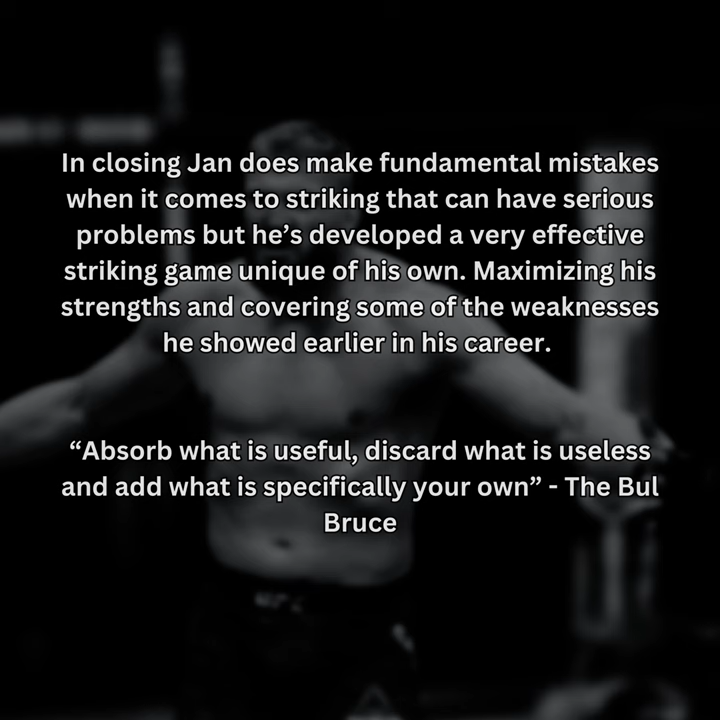 In closing Jan does make fundamental mistakes
when it comes to striking that can have serious
problems but he’s developed a very effective
striking game unique of his own. Maximizing his
strengths and covering some of the weaknesses
he showed earlier in his career.
“Absorb what is useful, discard what is useless
and add what is specifically your own” - The Bul
Bruce